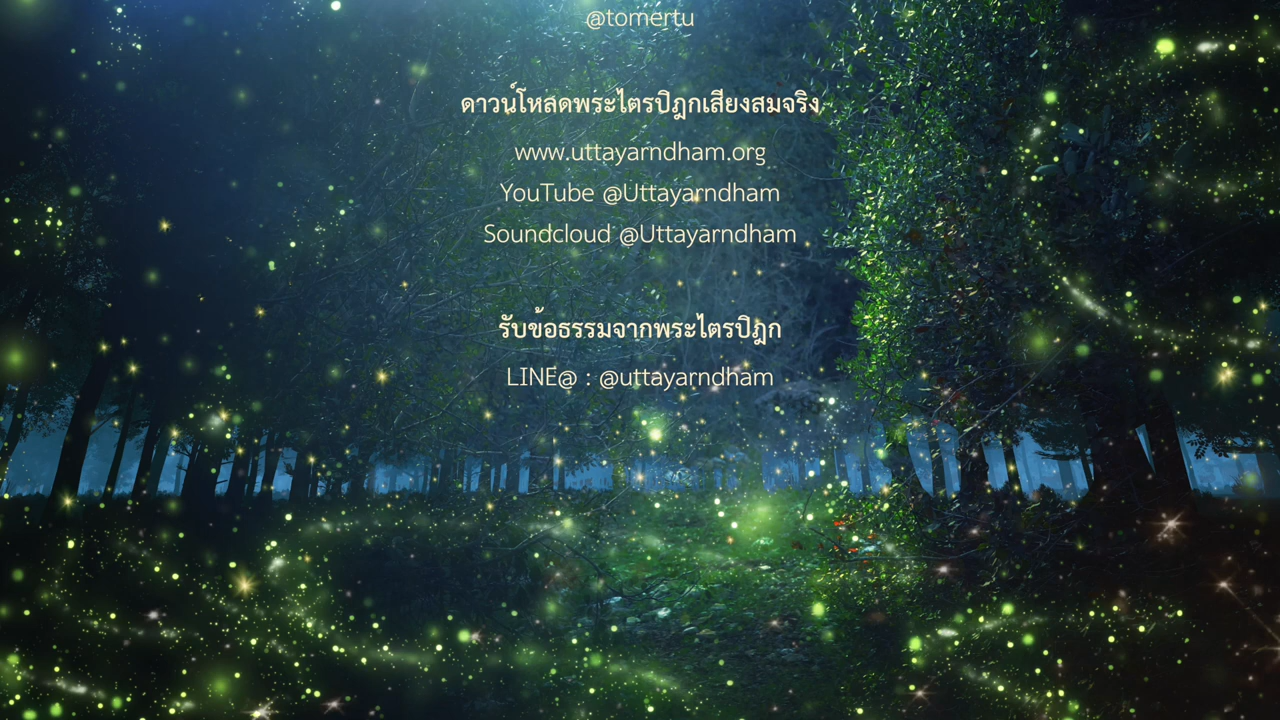 @tomertu
ดาวน์โหลดพระไตรปิฎกเสียงสมจริง
www.uttayarndham.org
YouTube @Uttayarndham
Soundcloud @Uttayarndham
รับข้อธรรมจากพระไตรปิฎก
LINE@ : @uttayarndham